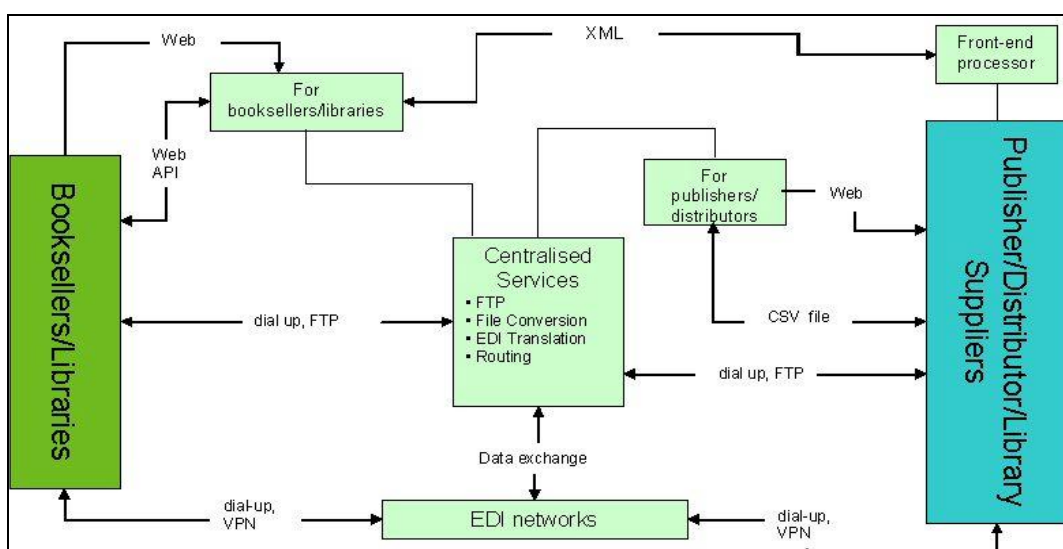 Web
XML
Front-end
processor
For
booksellers/libraries
Web
API
For
publishers/
distributors
Web
Booksellers/Libraries
Publisher/Distributor/Library
Suppliers
Centralised
Services
▪ FTP
▪ File Conversion
▪ EDI Translation
▪ Routing
dial up, FTP
CSV file
dial up, FTP
Data exchange
dial-up,
VPN
EDI networks
dial-up,
VPN